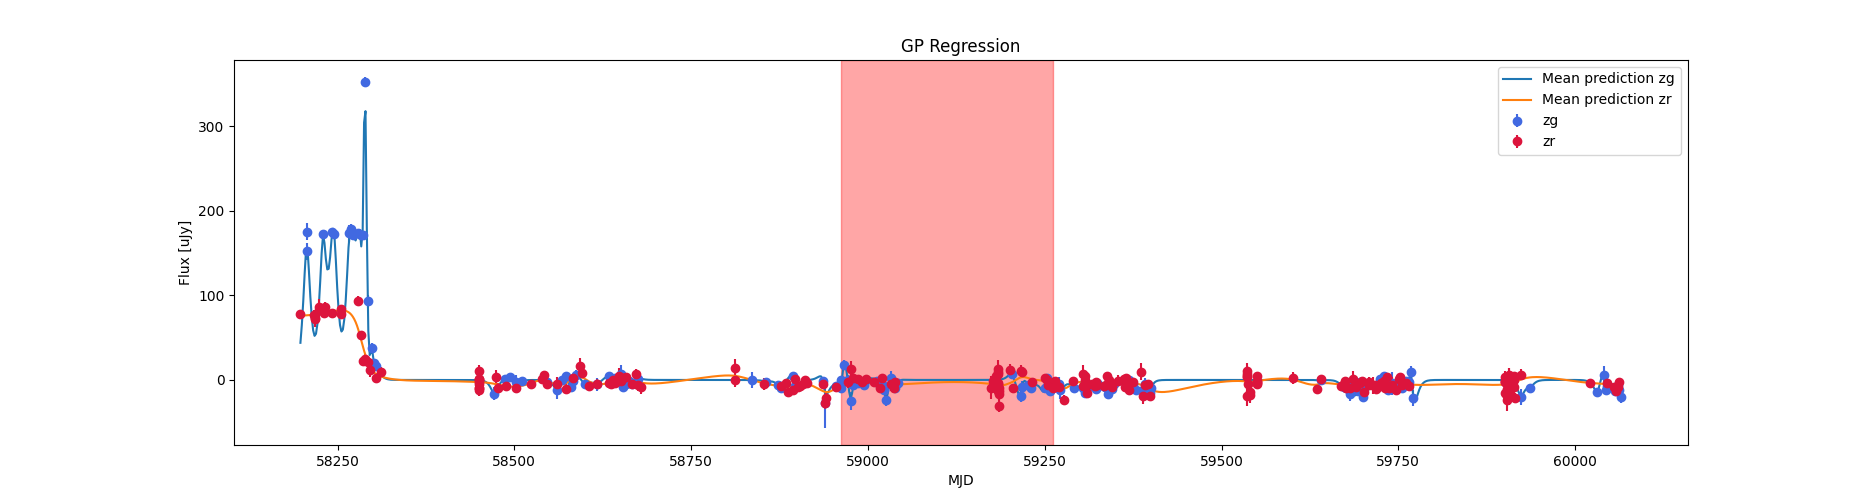 GP Regression
Mean prediction zg
Mean prediction zr
zg
zr
300
200
100
0
Flux [uJy]
58250 58500 58750 59000 59250 59500 59750 60000
MJD